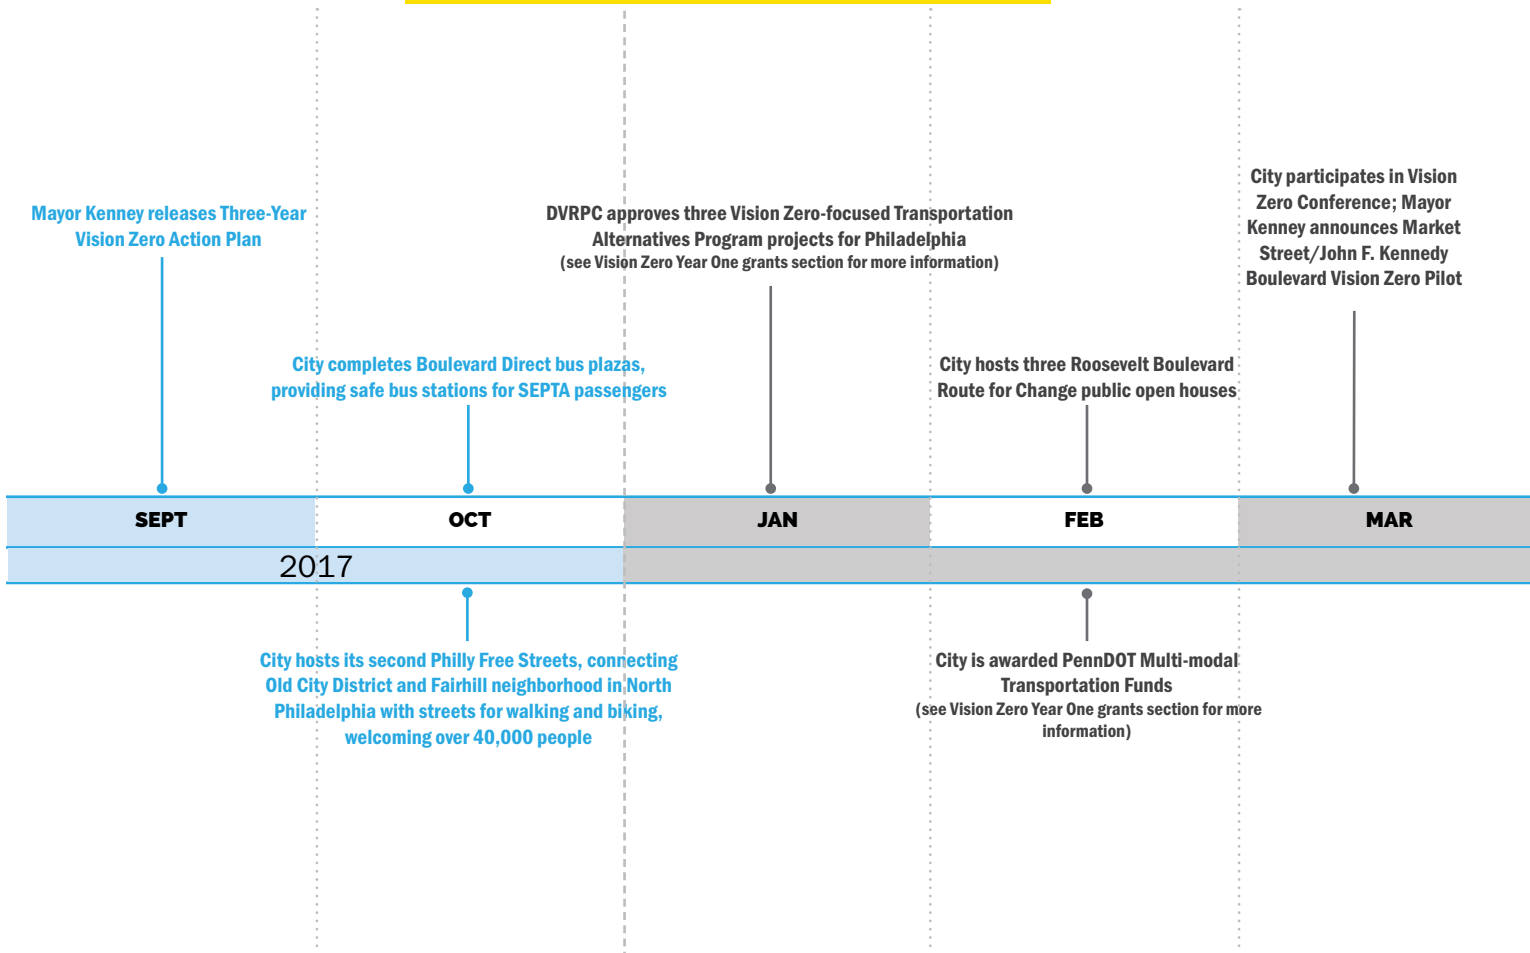 Mayor Kenney releases Three-Year
Vision Zero Action Plan
City completes Boulevard Direct bus plazas,
providing safe bus stations for SEPTA passengers
DVRPC approves three Vision Zero-focused Transportation
Alternatives Program projects for Philadelphia
(see Vision Zero Year One grants section for more information)
City hosts three Roosevelt Boulevard
Route for Change public open houses
City participates in Vision
Zero Conference; Mayor
Kenney announces Market
Street/John F. Kennedy
Boulevard Vision Zero Pilot
SEPT
OCT
JAN
FEB
MAR
2017
City hosts its second Philly Free Streets, connecting
Old City District and Fairhill neighborhood in North
Philadelphia with streets for walking and biking,
welcoming over 40,000 people
City is awarded PennDOT Multi-modal
Transportation Funds
(see Vision Zero Year One grants section for more
information)